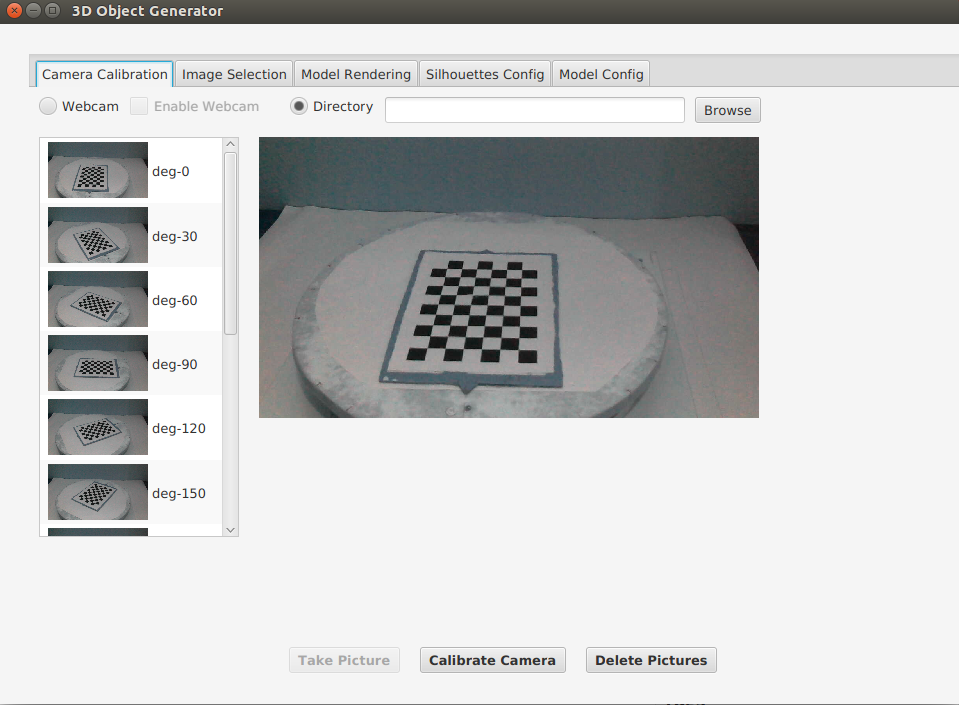 3D Object Generator
Camera Calibration Image Selection Model Rendering Silhouettes Config Model Config
Webcam Enable Webcam Directory Browse
deg-0
deg-30
deg-60
deg-90
deg-120
deg-150
Take Picture Calibrate Camera Delete Pictures